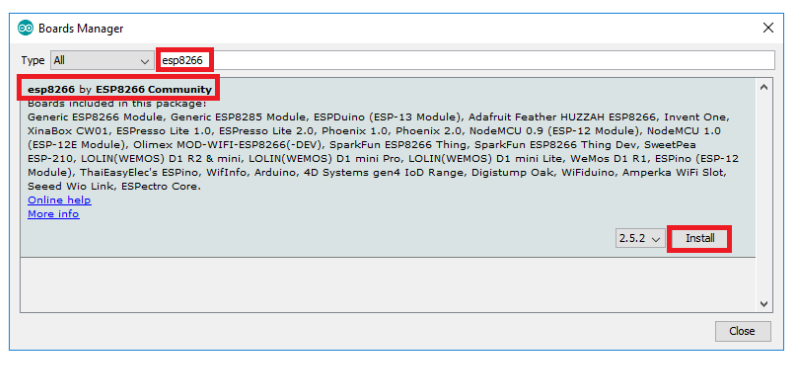 Boards Manager
Type All esp8266
esp8266 by ESP8266 Community
Boards included in this package:
Generic ESP8266 Module, Generic ESP8285 Module, ESPDuino (ESP-13 Module), Adafruit Feather HUZZAH ESP8266, Invent One,
XinaBox CW01, ESPresso Lite 1.0, ESPresso Lite 2.0, Phoenix 1.0, Phoenix 2.0, NodeMCU 0.9 (ESP-12 Module), NodeMCU 1.0
(ESP-12E Module), Olimex MOD-WIFI-ESP8266(-DEV), SparkFun ESP8266 Thing, SparkFun ESP8266 Thing Dev, SweetPea
ESP-210, LOLIN(WEMOS) D1 R2 & mini, LOLIN(WEMOS) D1 mini Pro, LOLIN(WEMOS) D1 mini Lite, WeMos D1 R1, ESPino (ESP-12
Module), ThaiEasyElec's ESPino, WifInfo, Arduino, 4D Systems gen4 IoD Range, Digistump Oak, WiFiduino, Amperka WiFi Slot,
Seeed Wio Link, ESPectro Core.
Online help
More info
2.5.2 Install
Close